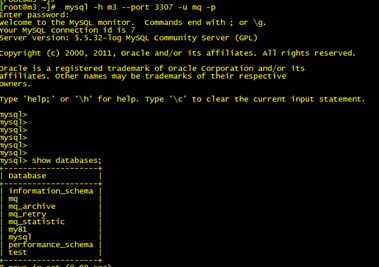 [root@m3 ~]# mysql -h m3 --port 3307 -u mq -p
Enter password:
Welcome to the MySQL monitor.  Commands end with ; or \g.
Your MySQL connection id is 7
Server version: 5.5.32-log MySQL Community Server (GPL)
Copyright (c) 2000, 2011, Oracle and/or its affiliates. All rights reserved.
Oracle is a registered trademark of Oracle Corporation and/or its
affiliates. Other names may be trademarks of their respective
owners.
Type 'help;' or '\h' for help. Type '\c' to clear the current input statement.
mysql>
mysql>
mysql>
mysql>
mysql>
mysql> show databases;
+--------------------+
| Database           |
+--------------------+
| information_schema |
| mq                 |
| mq_archive         |
| mq_retry           |
| mq_statistic       |
| my81               |
| mysql              |
| performance_schema |
| test               |
+--------------------+